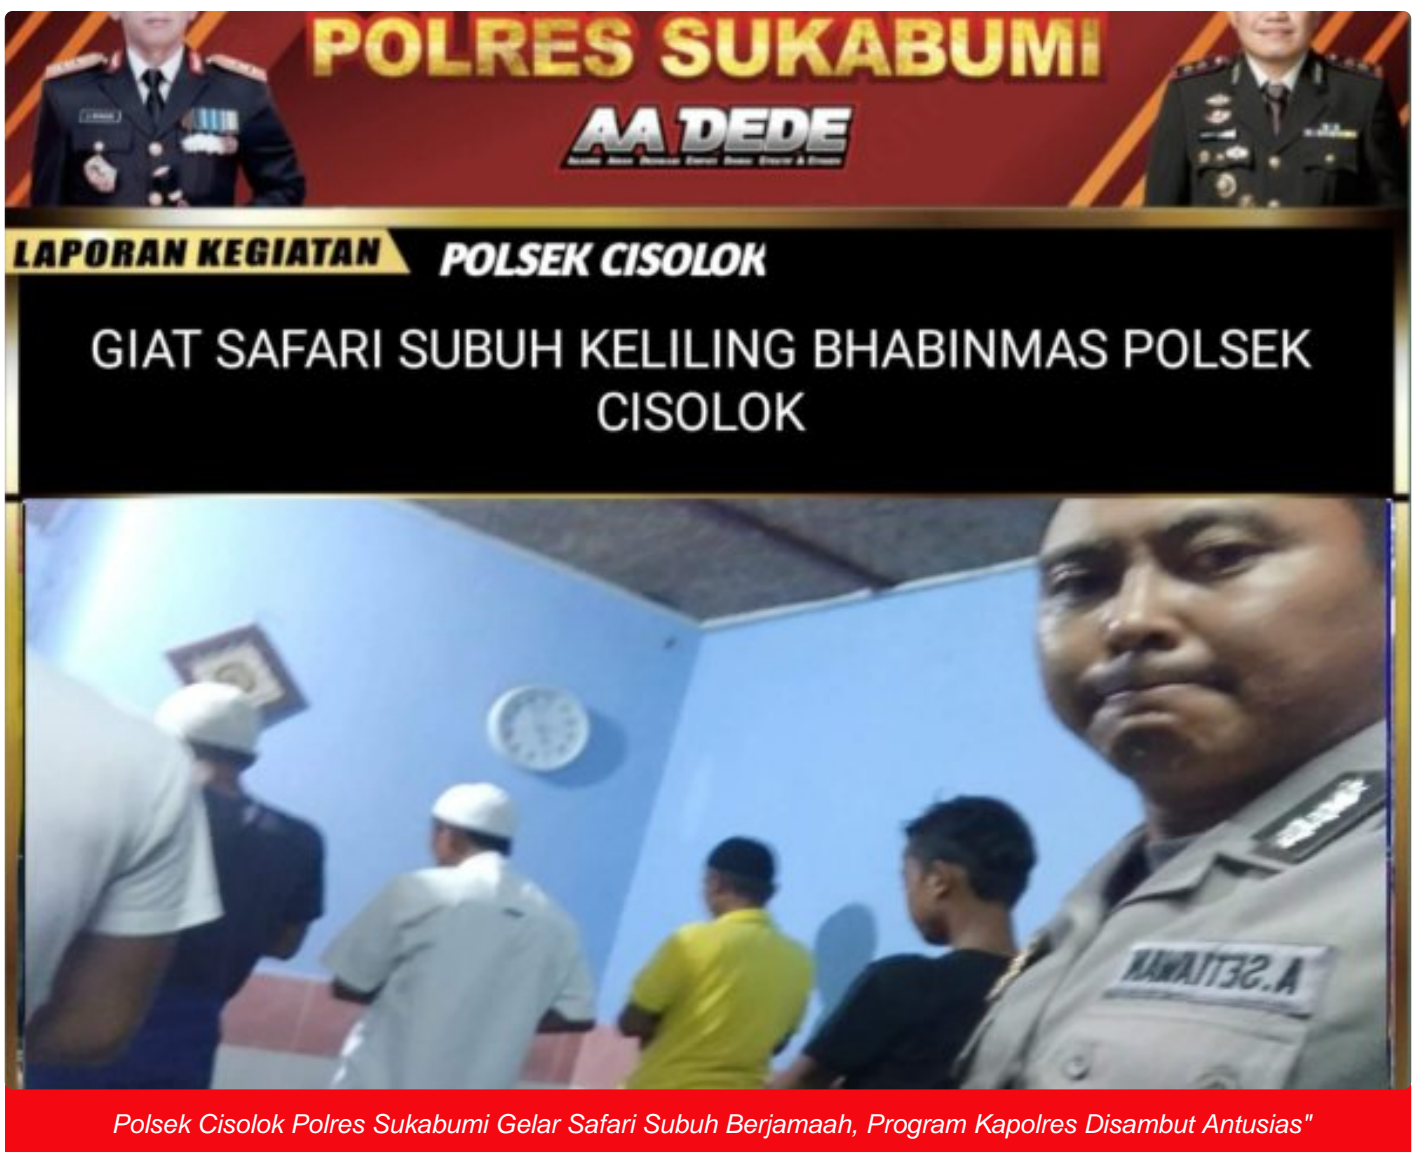 POLRES SUKABUMI
AA DEDE
LAPORAN KEGIATAN
POLSEK CISOLOK
GIAT SAFARI SUBUH KELILING BHABINMAS POLSEK
CISOLOK
A.SETIAWAN
Polsek Cisolok Polres Sukabumi Gelar Safari Subuh Berjamaah, Program Kapolres Disambut Antusias"